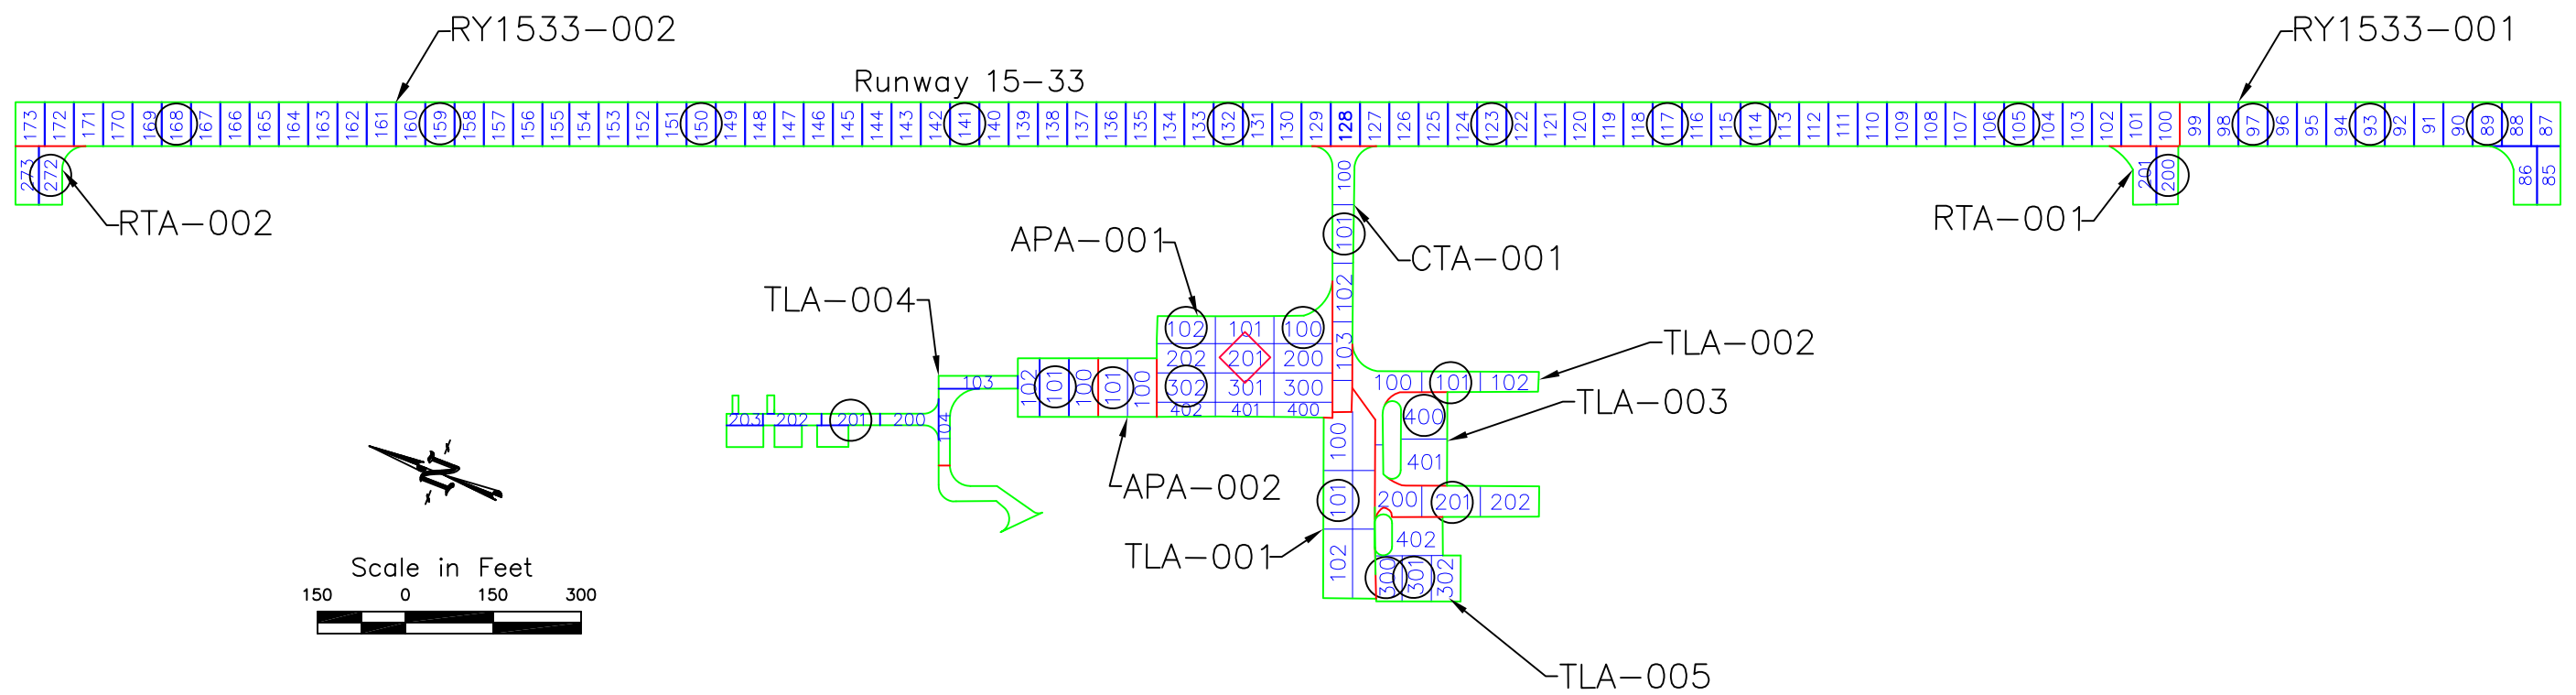 RY1533-002
RY1533-001
Runway 15-33
173 172 171 170 169 168 167 166 165 164 163 162 161 160 159 158 157 156 155 154 153 152 151 150 149 148 147 146 145 144 143 142 141 140 139 138 137 136 135 134 133 132 131 130 129 128 127 126 125 124 123 122 121 120 119 118 117 116 115 114 113 112 111 110 109 108 107 106 105 104 103 102 101 100 99 98 97 96 95 94 93 92 91 90 89 88 87
273 272
100
201 200
86 85
RTA-002
RTA-001
APA-001
101
CTA-001
102
TLA-004
102 101 100
103
TLA-002
202 201 200
103
102 101 100
101 100
302 301 300
100 101 102
TLA-003
402 401 400
400
203 202 201 200
104
100
401
N
APA-002
101
200 201 202
TLA-001
402
102
300 301 302
Scale in Feet
150 0 150 300
TLA-005